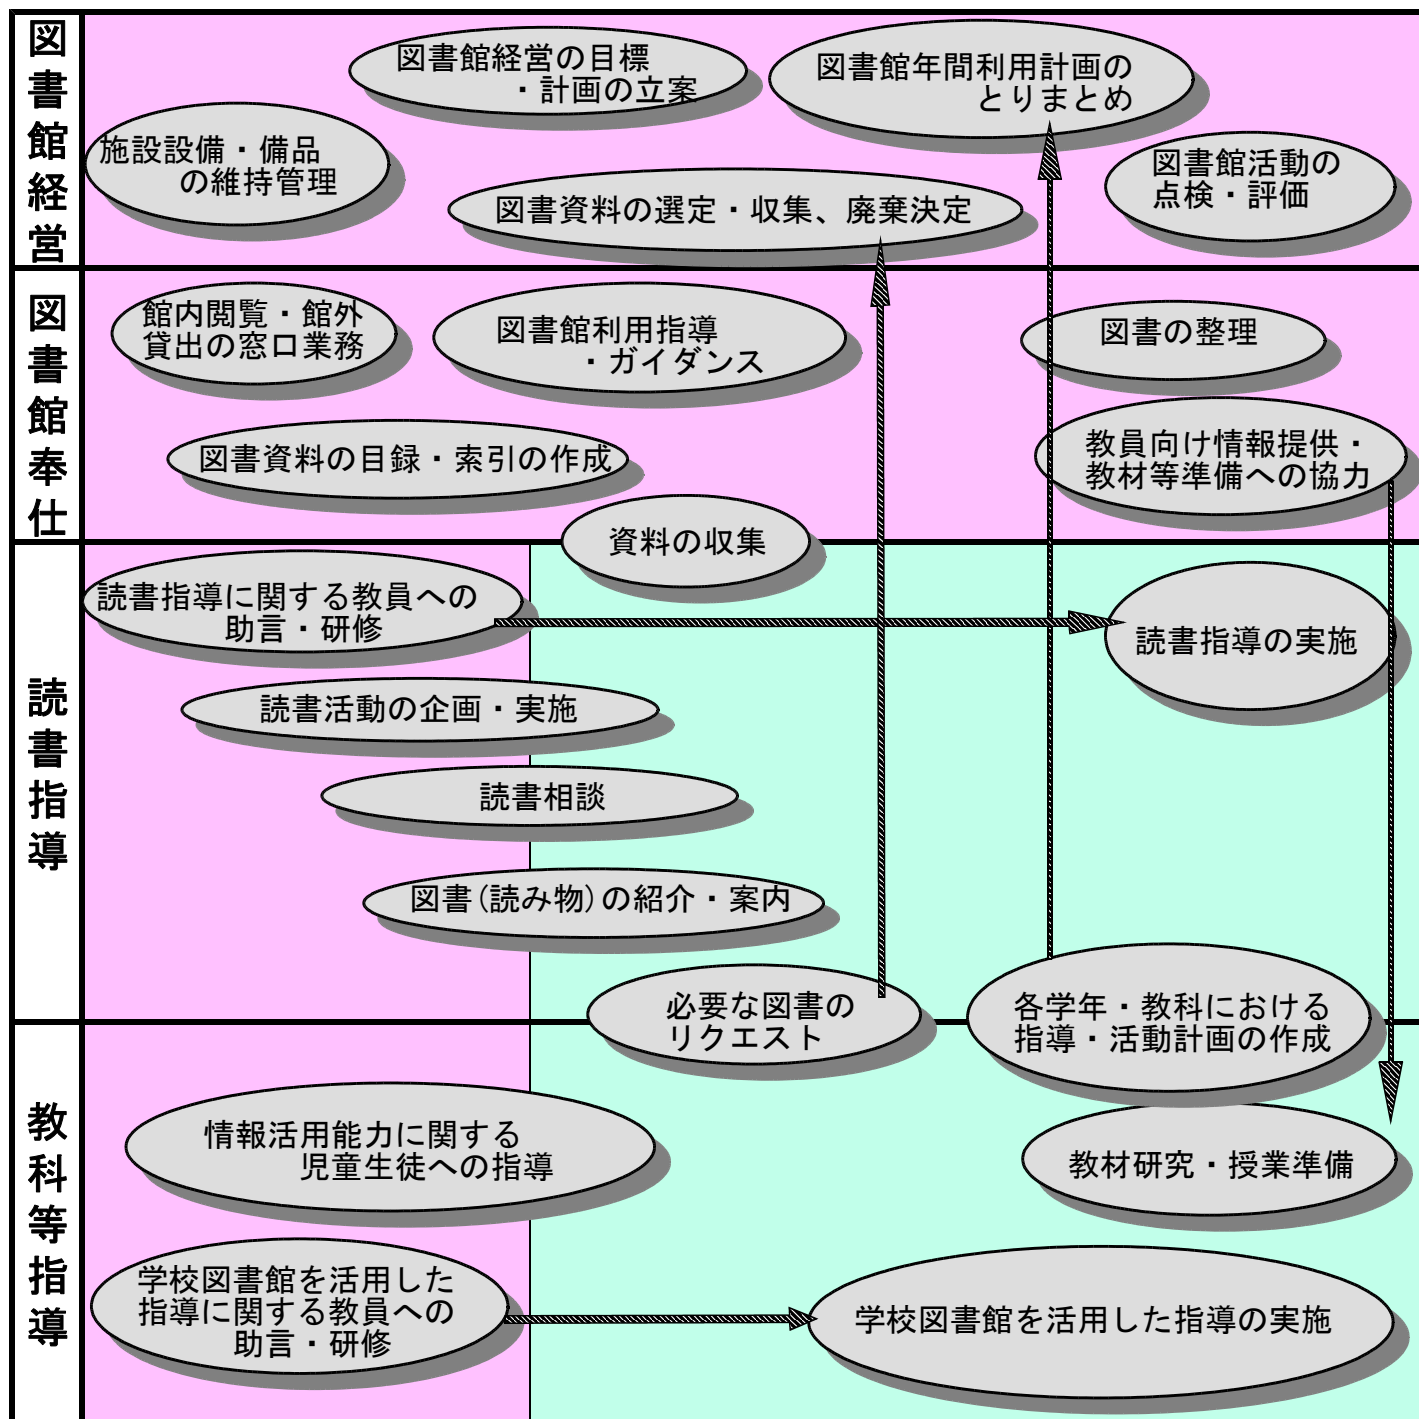 図書館経営
図書館経営の目標
・計画の立案
図書館年間利用計画の
とりまとめ
施設設備・備品
の維持管理
図書館活動の
点検・評価
図書資料の選定・収集、廃棄決定
図書館奉仕
館内閲覧・館外
貸出の窓口業務
図書館利用指導
・ガイダンス
図書の整理
図書資料の目録・索引の作成
教員向け情報提供・
教材等準備への協力
資料の収集
読書指導
読書指導に関する教員への
助言・研修
読書指導の実施
読書活動の企画・実施
読書相談
図書(読み物)の紹介・案内
必要な図書の
リクエスト
各学年・教科における
指導・活動計画の作成
教科等指導
情報活用能力に関する
児童生徒への指導
教材研究・授業準備
学校図書館を活用した
指導に関する教員への
助言・研修
学校図書館を活用した指導の実施